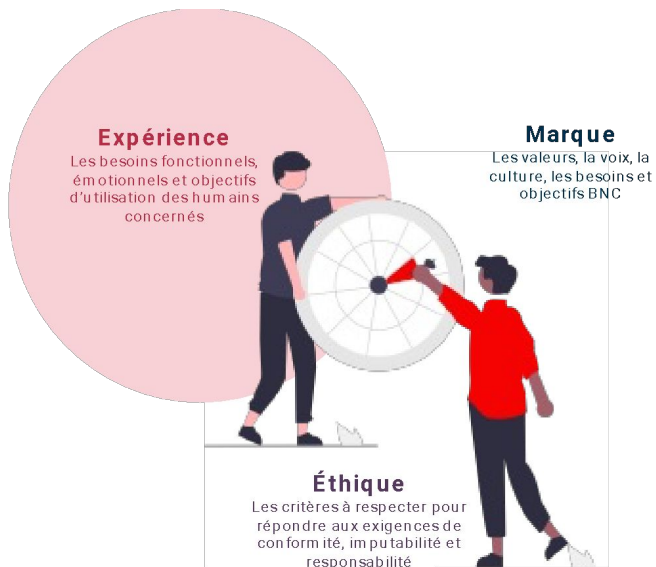 Expérience
Les besoins fonctionnels,
émotionnels et objectifs
d'utilisation des humains
concernés
Marque
Les valeurs, la voix, la
culture, les besoins et
objectifs BNC
Éthique
Les critères à respecter pour
répondre aux exigences de
conformité, imputabilité et
responsabilité